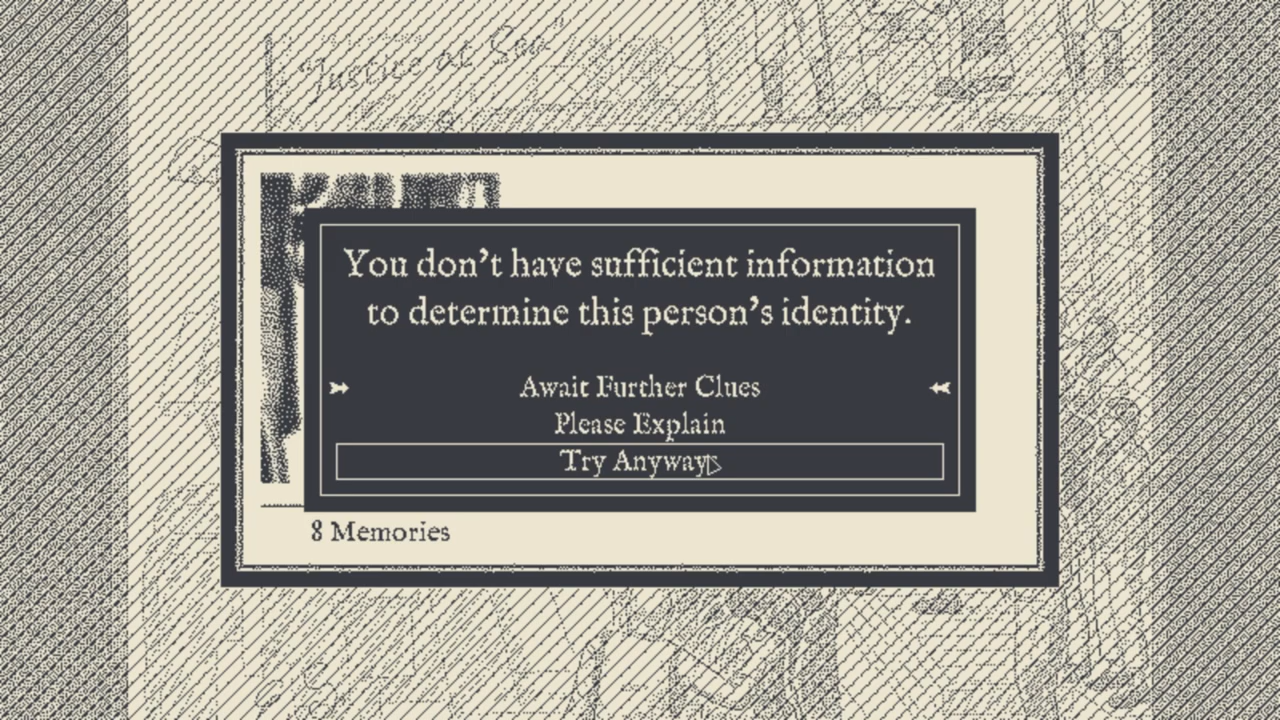 "Justice at Sea"
You don't have sufficient information
to determine this person's identity.
Await Further Clues
Please Explain
Try Anyway
8 Memories